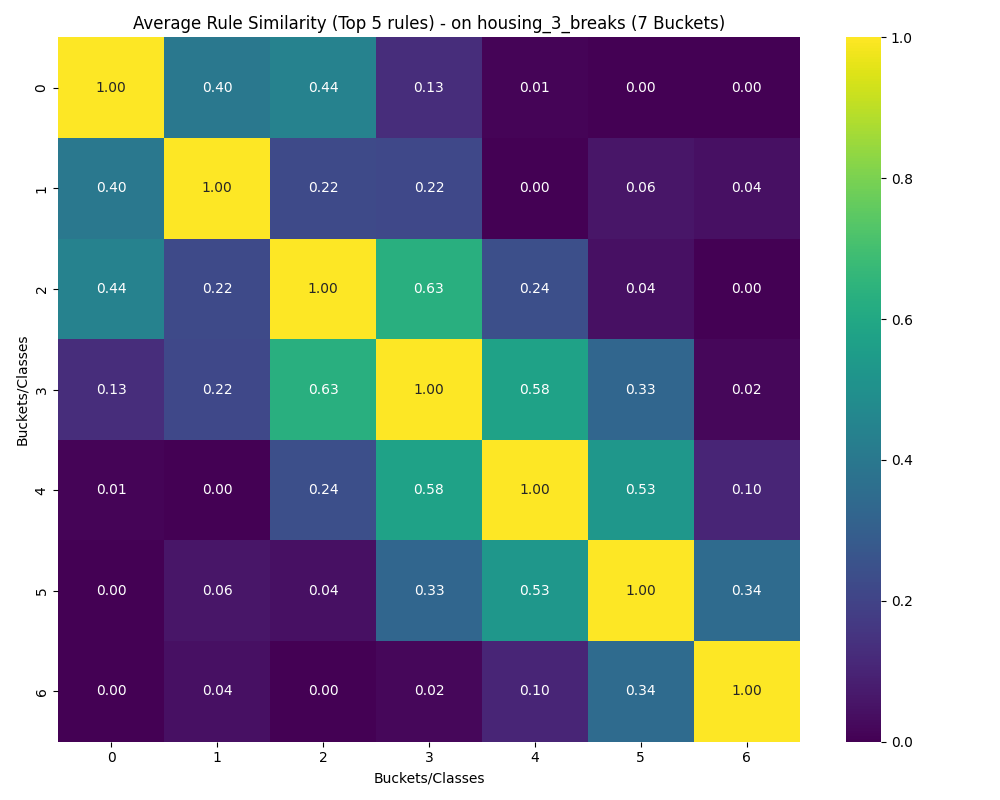 Average Rule Similarity (Top 5 rules) - on housing_3_breaks (7 Buckets)
0 1.00 0.40 0.44 0.13 0.01 0.00 0.00
1 0.40 1.00 0.22 0.22 0.00 0.06 0.04
2 0.44 0.22 1.00 0.63 0.24 0.04 0.00
3 0.13 0.22 0.63 1.00 0.58 0.33 0.02
4 0.01 0.00 0.24 0.58 1.00 0.53 0.10
5 0.00 0.06 0.04 0.33 0.53 1.00 0.34
6 0.00 0.04 0.00 0.02 0.10 0.34 1.00
0 1 2 3 4 5 6
Buckets/Classes
Buckets/Classes
1.0
0.8
0.6
0.4
0.2
0.0